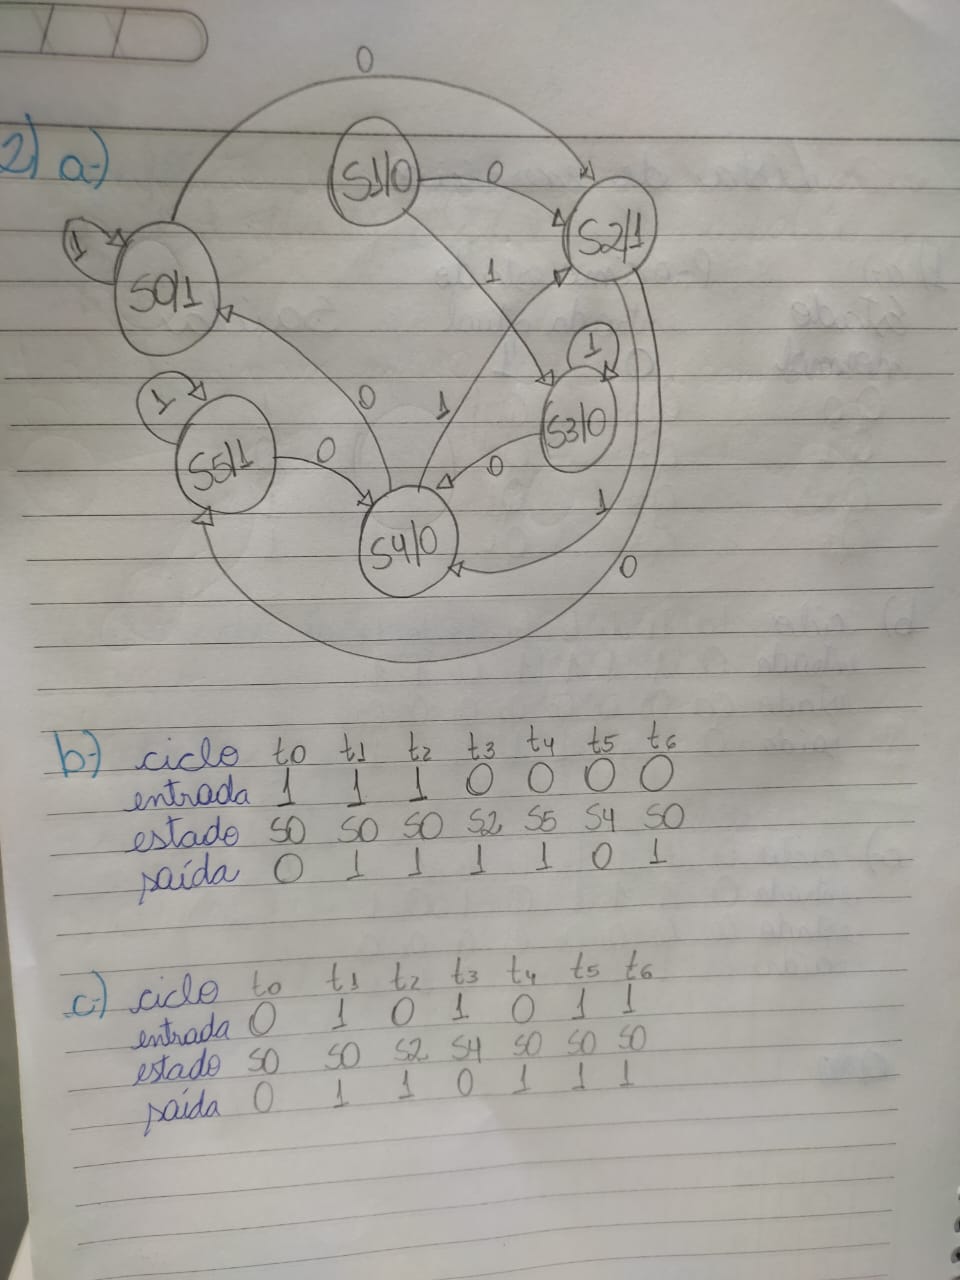 2) a-)
0
S1/0
0
S2/1
1
S0/1
1
1
0
1
S3/0
1
S5/1
0
0
1
S4/0
0
b-) ciclo t0 t1 t2 t3 t4 t5 t6
entrada 1 1 1 0 0 0 0
estado S0 S0 S0 S2 S5 S4 S0
saída 0 1 1 1 1 0 1
c-) ciclo t0 t1 t2 t3 t4 t5 t6
entrada 0 1 0 1 0 1 1
estado S0 S0 S2 S4 S0 S0 S0
saída 0 1 1 0 1 1 1